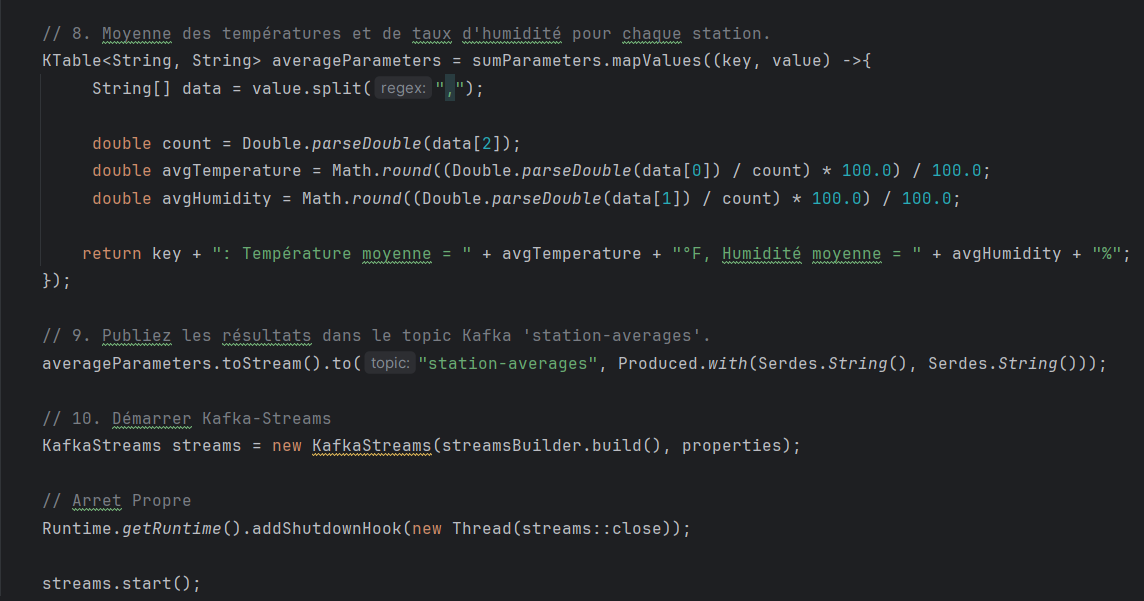 // 8. Moyenne des températures et de taux d'humidité pour chaque station.
KTable<String, String> averageParameters = sumParameters.mapValues((key, value) ->{
String[] data = value.split( regex: ",");
double count = Double.parseDouble(data[2]);
double avgTemperature = Math.round((Double.parseDouble(data[0]) / count) * 100.0) / 100.0;
double avgHumidity = Math.round((Double.parseDouble(data[1]) / count) * 100.0) / 100.0;
return key + ": Température moyenne = " + avgTemperature + "°F, Humidité moyenne = " + avgHumidity + "%";
});
// 9. Publiez les résultats dans le topic Kafka 'station-averages'.
averageParameters.toStream().to( topic: "station-averages", Produced.with(Serdes.String(), Serdes.String()));
// 10. Démarrer Kafka-Streams
KafkaStreams streams = new KafkaStreams(streamsBuilder.build(), properties);
// Arret Propre
Runtime.getRuntime().addShutdownHook(new Thread(streams::close));
streams.start();